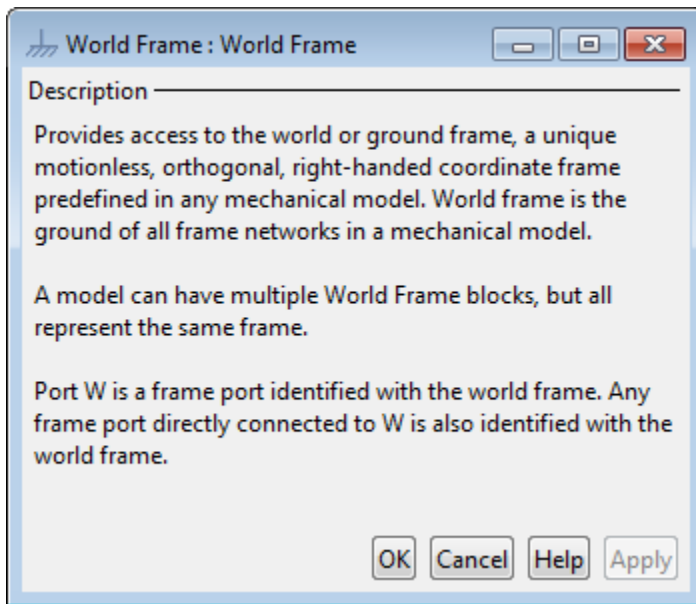 World Frame : World Frame
Description
Provides access to the world or ground frame, a unique
motionless, orthogonal, right-handed coordinate frame
predefined in any mechanical model. World frame is the
ground of all frame networks in a mechanical model.
A model can have multiple World Frame blocks, but all
represent the same frame.
Port W is a frame port identified with the world frame. Any
frame port directly connected to W is also identified with the
world frame.
OK Cancel Help Apply